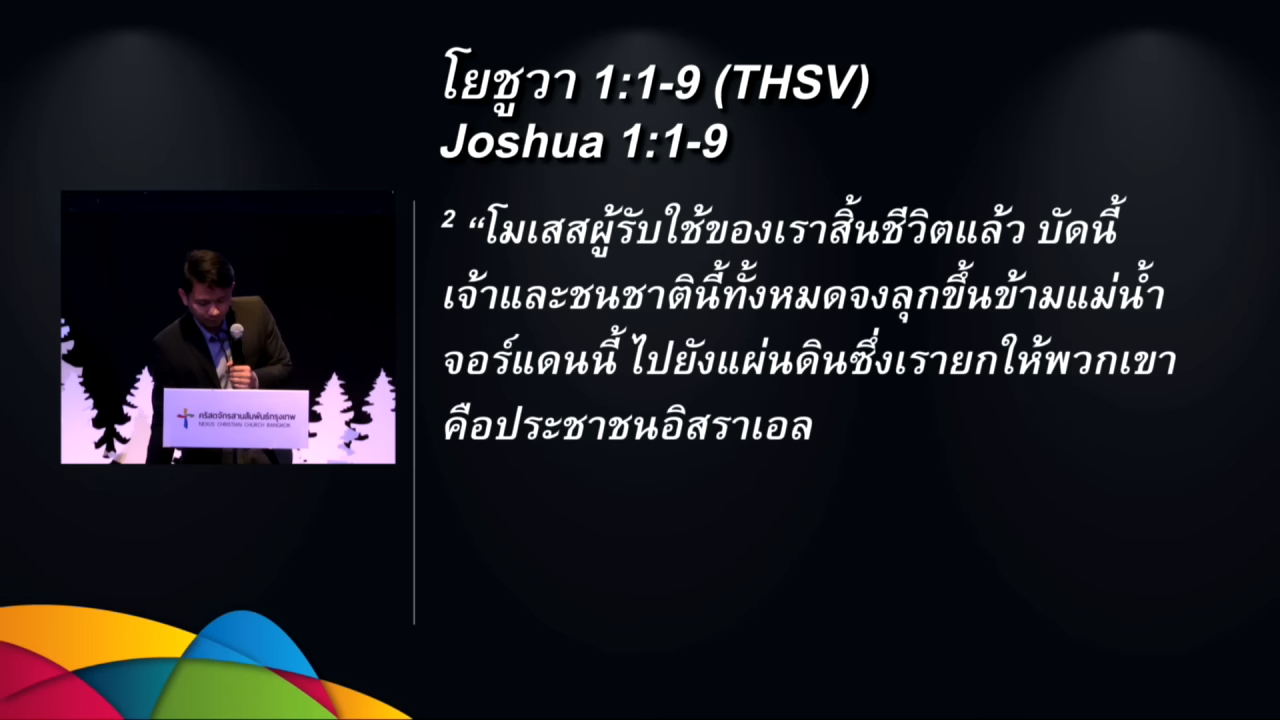 โยชูวา 1:1-9 (THSV)
Joshua 1:1-9
2 “โมเสสผู้รับใช้ของเราสิ้นชีวิตแล้ว บัดนี้
เจ้าและชนชาตินี้ทั้งหมดจงลุกขึ้นข้ามแม่น้ำ
จอร์แดนนี้ ไปยังแผ่นดินซึ่งเรายกให้พวกเขา
คือประชาชนอิสราเอล
คริสตจักรสานสัมพันธ์กรุงเทพ
NEXUS CHRISTIAN CHURCH BANGKOK